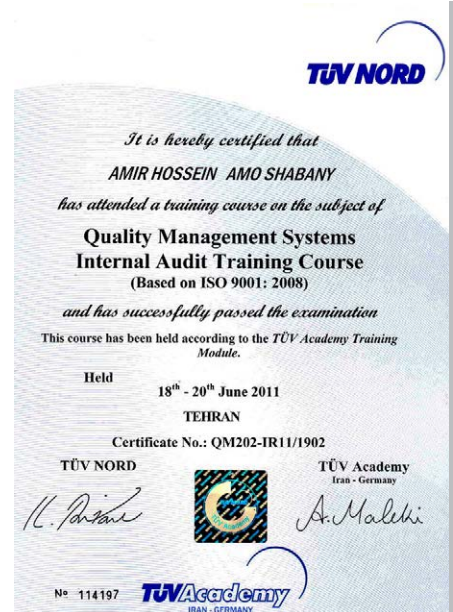 TÜV NORD
It is hereby certified that
AMIR HOSSEIN AMO SHABANY
has attended a training course on the subject of
Quality Management Systems
Internal Audit Training Course
(Based on ISO 9001: 2008)
and has successfully passed the examination
This course has been held according to the TÜV Academy Training
Module.
Held
18th - 20th June 2011
TEHRAN
Certificate No.: QM202-IR11/1902
TÜV NORD
TÜV Academy
Iran - Germany
A. Maleki
TÜV Academy
Nº 114197
TÜVAcademy
IRAN - GERMANY